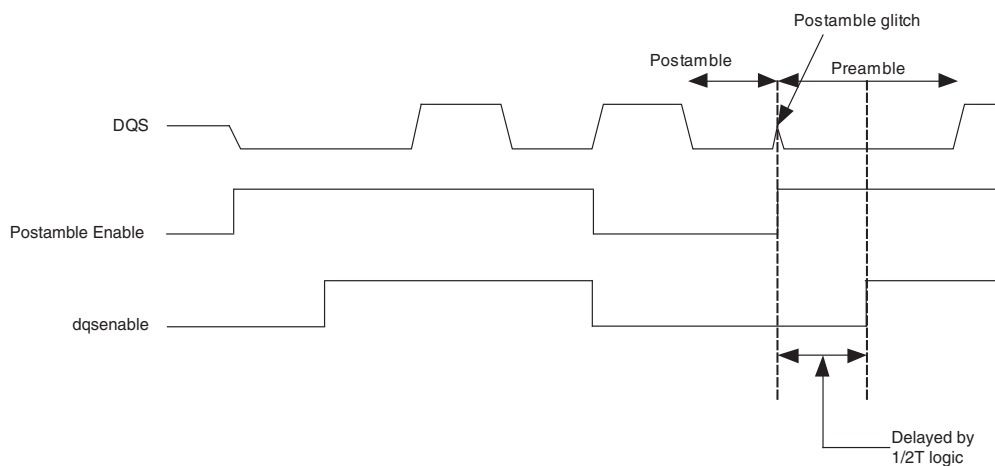 Postamble glitch
Postamble
Preamble
DQS
Postamble Enable
dqsenable
Delayed by
1/2T logic